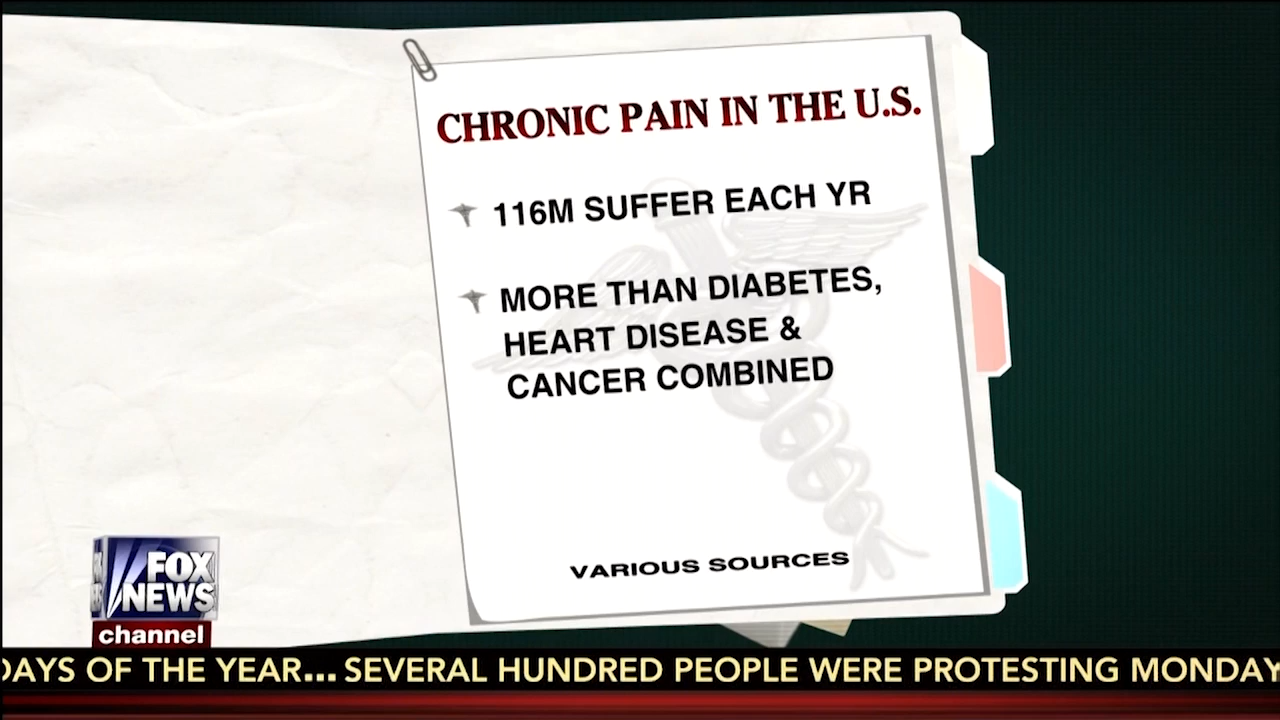 CHRONIC PAIN IN THE U.S.
116M SUFFER EACH YR
MORE THAN DIABETES,
HEART DISEASE &
CANCER COMBINED
VARIOUS SOURCES
FOX
NEWS
channel
DAYS OF THE YEAR... SEVERAL HUNDRED PEOPLE WERE PROTESTING MONDAY